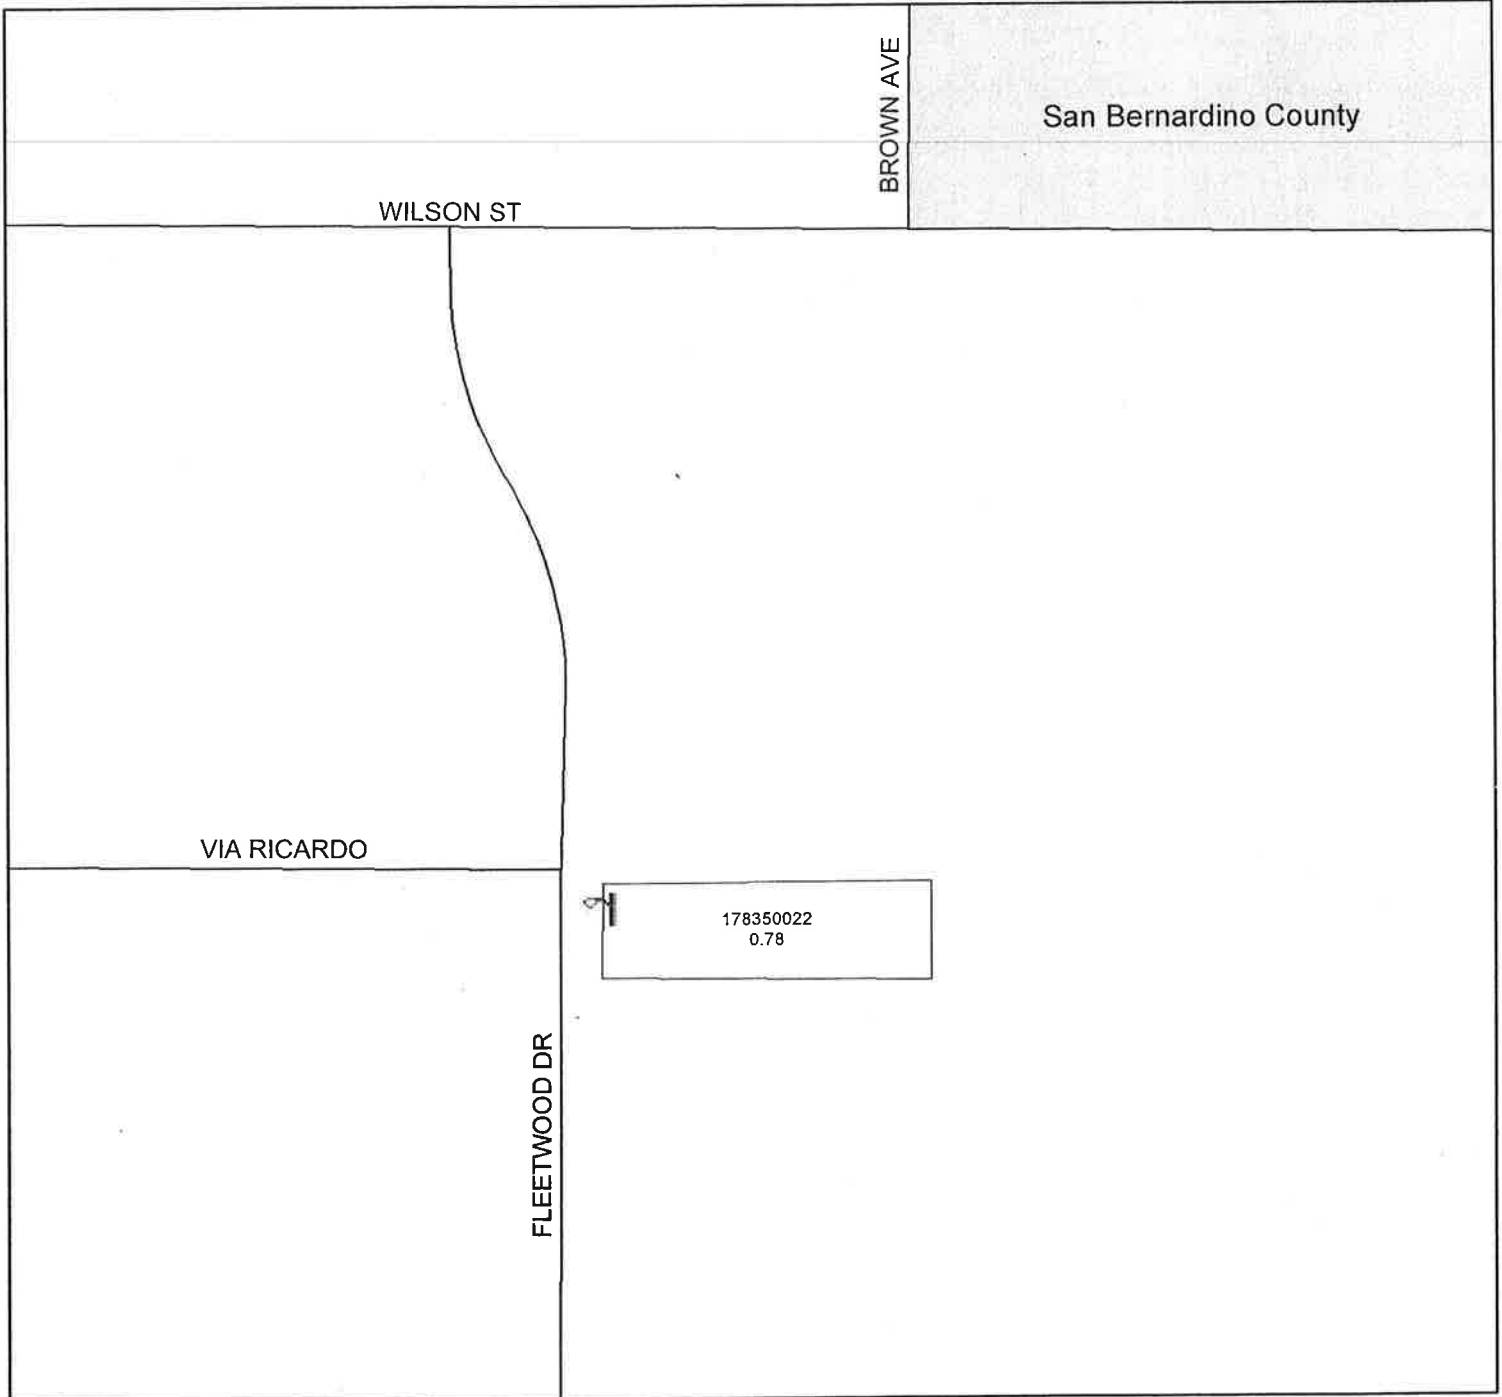 BROWN AVE
San Bernardino County
WILSON ST
VIA RICARDO
178350022
0.78
FLEETWOOD DR